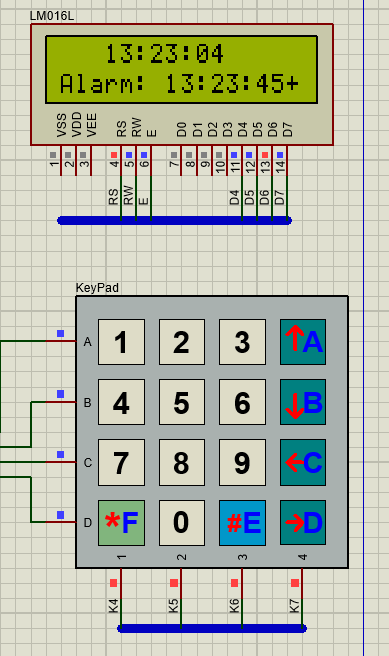 LM016L
13:23:04
Alarm: 13:23:45+
VSS VDD VEE RS RW E D0 D1 D2 D3 D4 D5 D6 D7
1 2 3 4 5 6 7 8 9 10 11 12 13 14
RS RW E D4 D5 D6 D7
KeyPad
A 1 2 3 ↑A
B 4 5 6 ↓B
C 7 8 9 ←C
D *F 0 #E →D
1 2 3 4
K4 K5 K6 K7